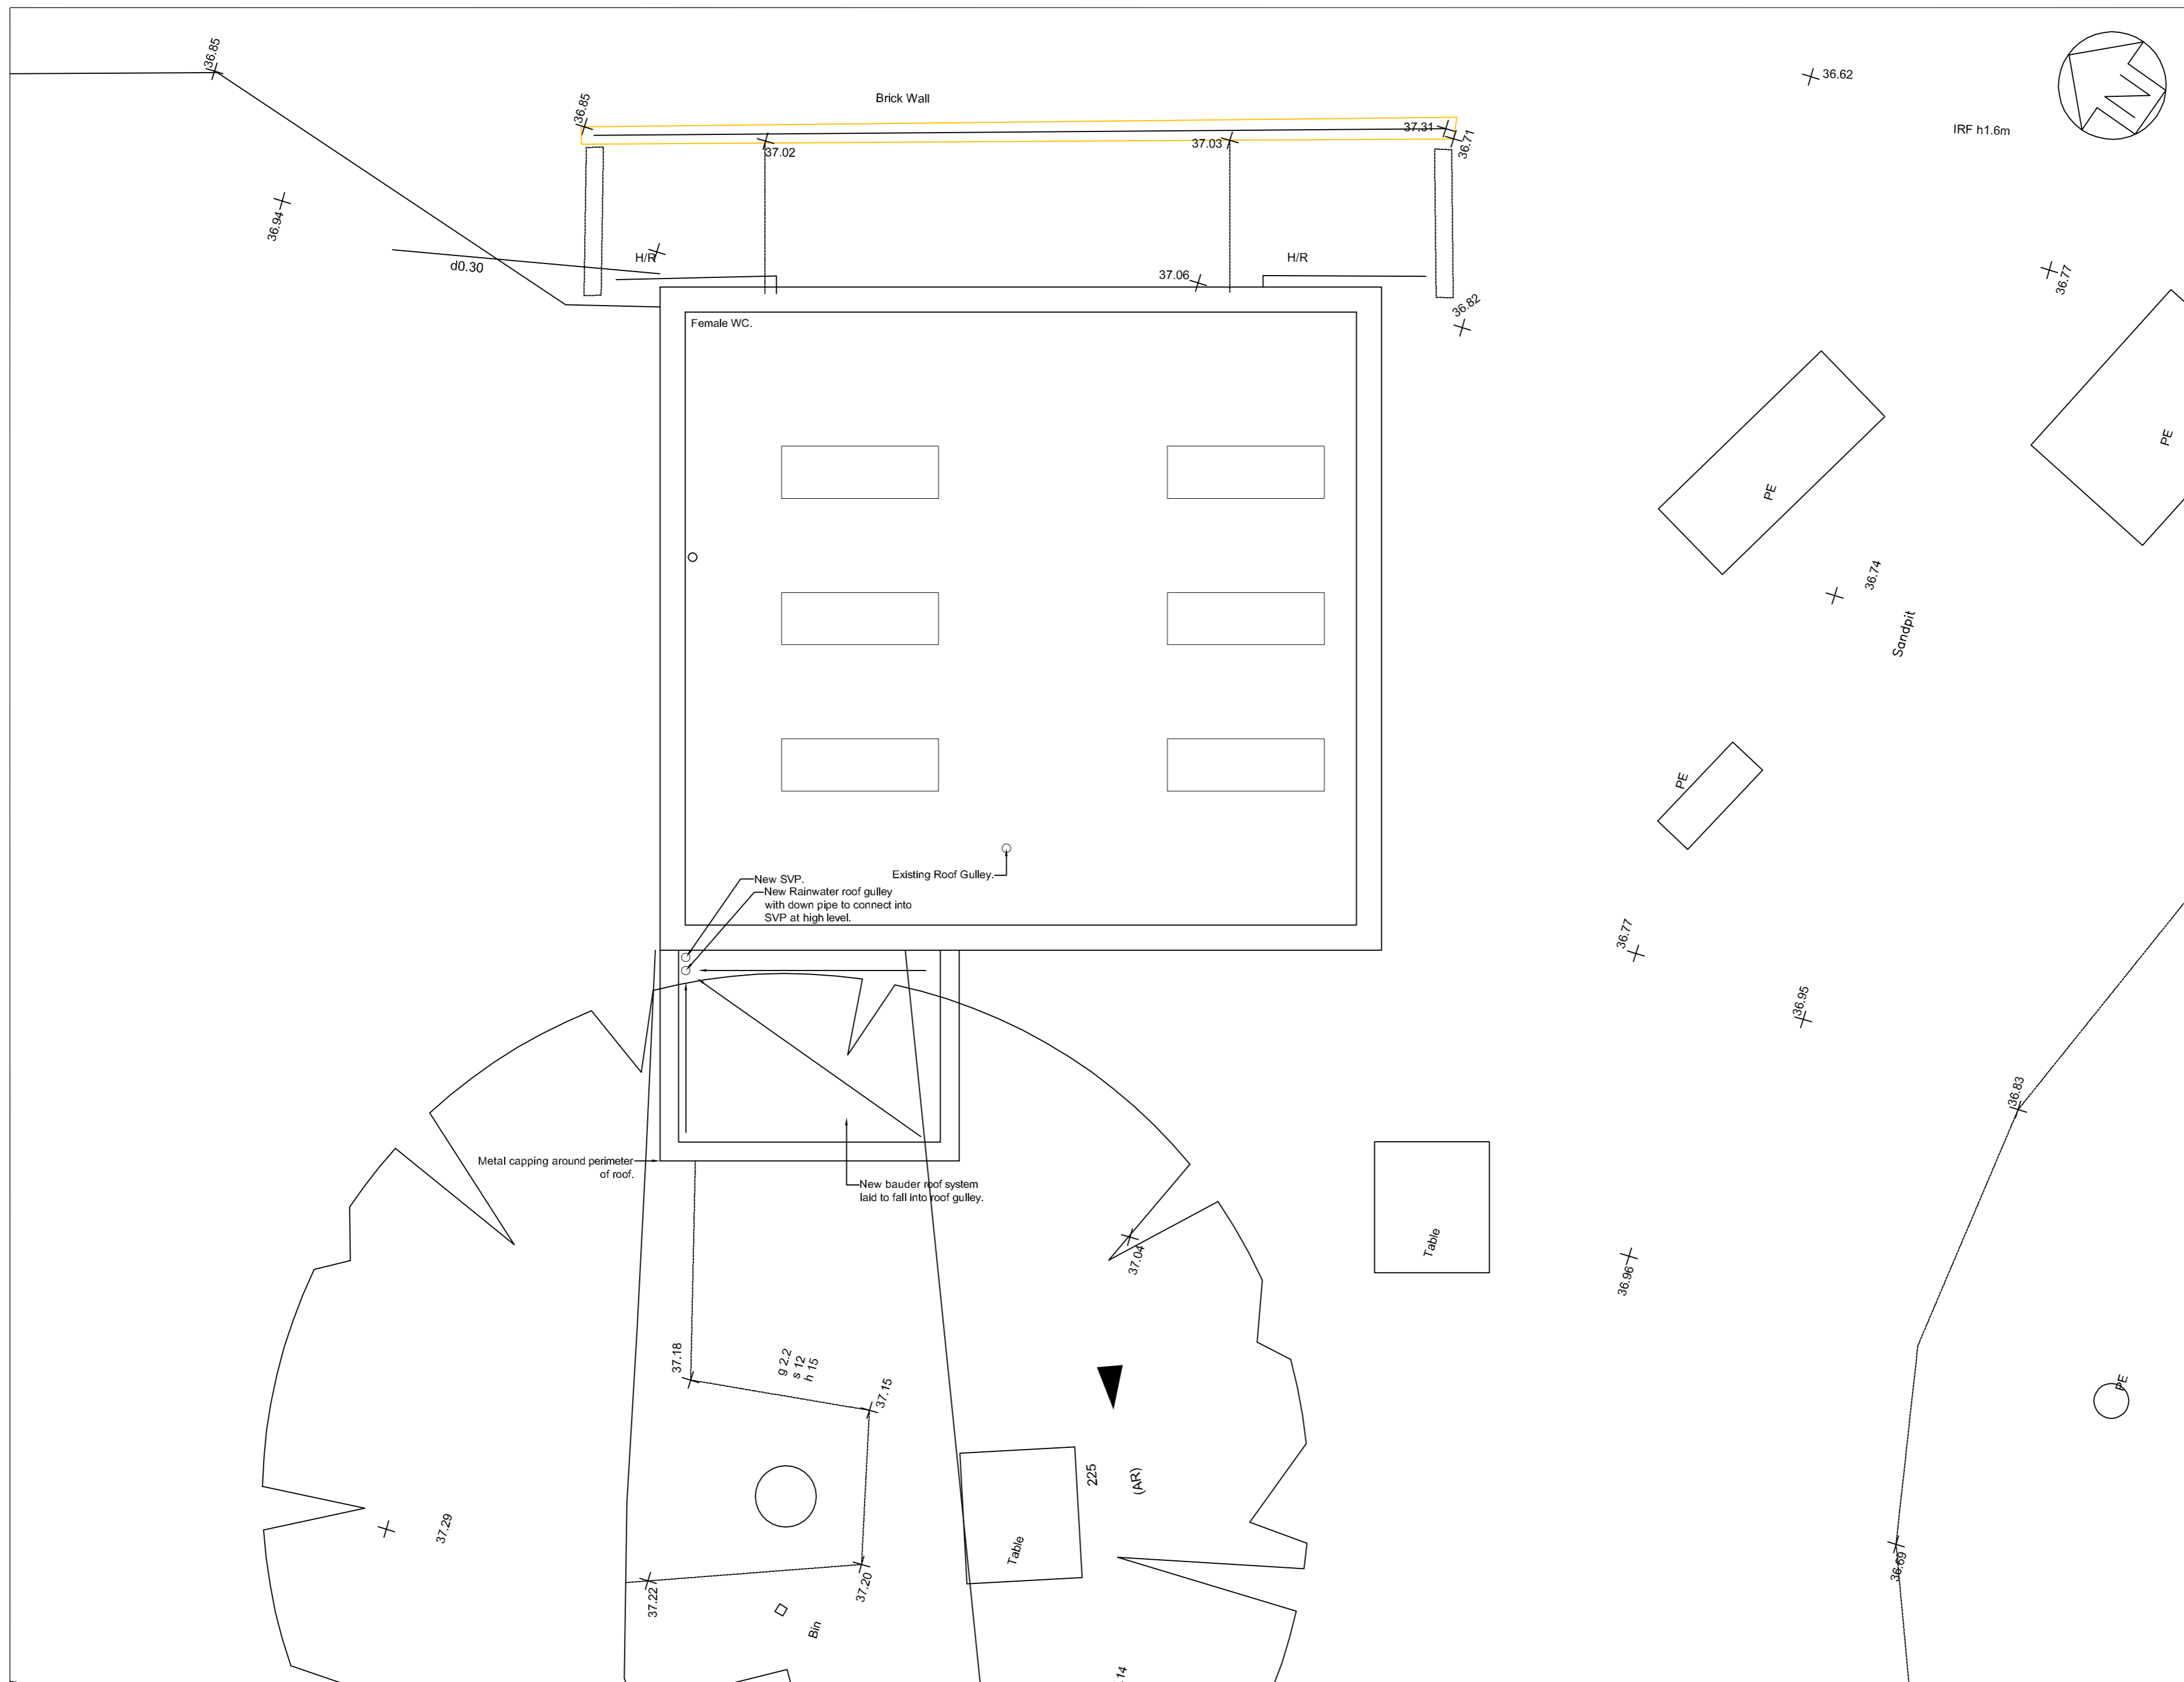 36.85
36.85
Brick Wall
36.62
N
IRF h1.6m
37.31
36.71
37.02
37.03
36.94
d0.30
H/R
H/R
37.06
36.77
36.82
Female WC.
PE
PE
36.74
Sandpit
PE
New SVP.
Existing Roof Gulley.
New Rainwater roof gulley
with down pipe to connect into
SVP at high level.
36.77
36.95
36.83
Metal capping around perimeter
of roof.
New bauder roof system
laid to fall into roof gulley.
37.04
Table
36.96
37.18
g 2.2
s 12
h 15
37.15
PE
225
(AR)
37.29
Table
37.20
37.22
36.69
Bin
.14